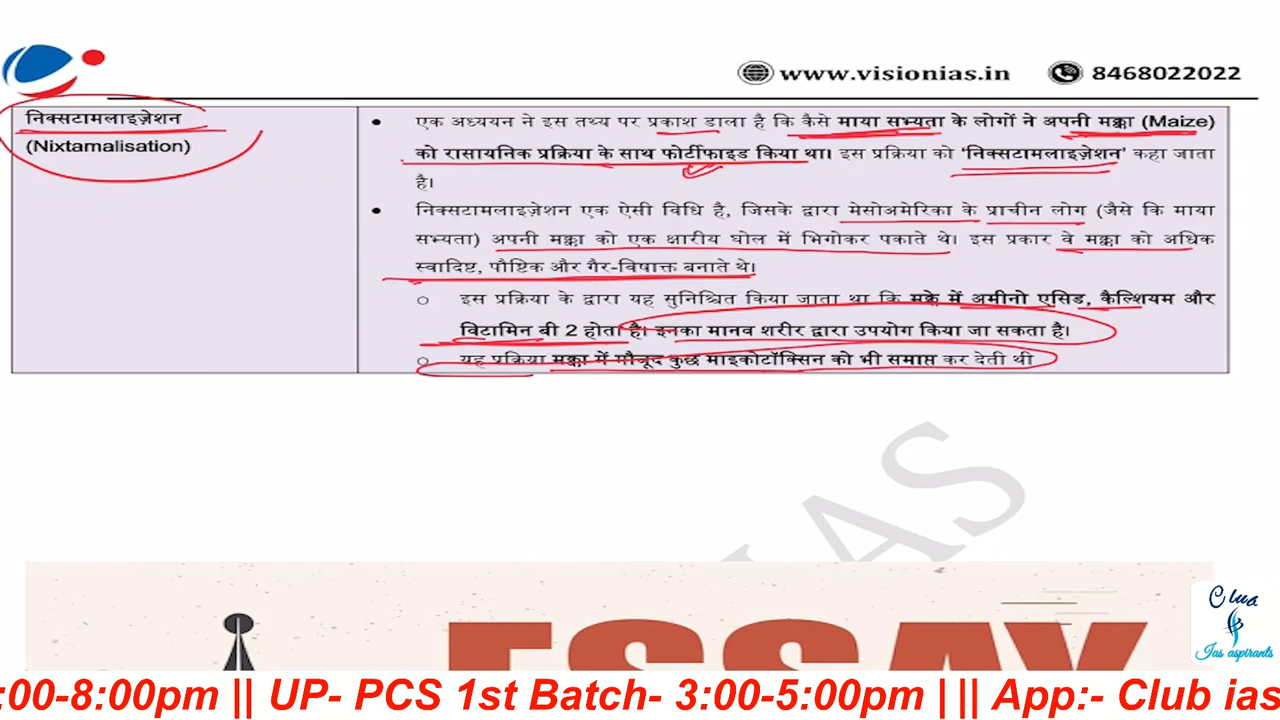 www.visionias.in 8468022022
निक्सटामलाइज़ेशन
(Nixtamalisation)
• एक अध्ययन ने इस तथ्य पर प्रकाश डाला है कि कैसे माया सभ्यता के लोगों ने अपनी मक्का (Maize)
को रासायनिक प्रक्रिया के साथ फोर्टीफाइड किया था। इस प्रक्रिया को ‘निक्सटामलाइज़ेशन’ कहा जाता
है।
• निक्सटामलाइज़ेशन एक ऐसी विधि है, जिसके द्वारा मेसोअमेरिका के प्राचीन लोग (जैसे कि माया
सभ्यता) अपनी मक्का को एक क्षारीय घोल में भिगोकर पकाते थे। इस प्रकार वे मक्का को अधिक
स्वादिष्ट, पौष्टिक और गैर-विषाक्त बनाते थे।
○ इस प्रक्रिया के द्वारा यह सुनिश्चित किया जाता था कि मक्के में अमीनो एसिड, कैल्शियम और
विटामिन बी 2 होता है। इनका मानव शरीर द्वारा उपयोग किया जा सकता है।
○ यह प्रक्रिया मक्का में मौजूद कुछ माइकोटॉक्सिन को भी समाप्त कर देती थी
IAS
ESSAY
Club
Ias aspirants
:00-8:00pm || UP- PCS 1st Batch- 3:00-5:00pm | || App:- Club ias